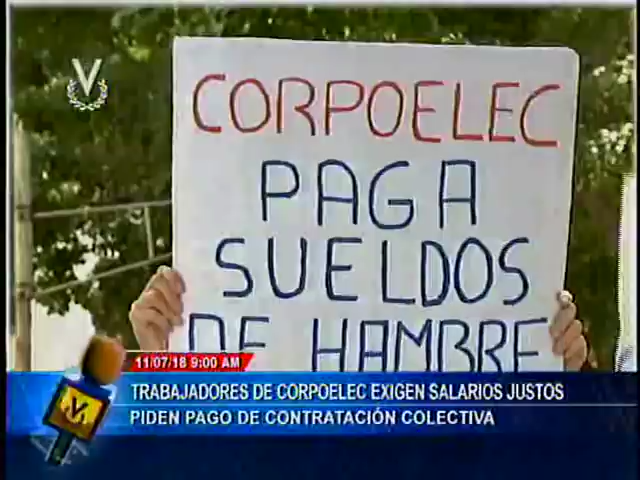 V
CORPOELEC
PAGA
SUELDOS
DE HAMBRE
11/07/18 9:00 AM
TRABAJADORES DE CORPOELEC EXIGEN SALARIOS JUSTOS
PIDEN PAGO DE CONTRATACIÓN COLECTIVA
V